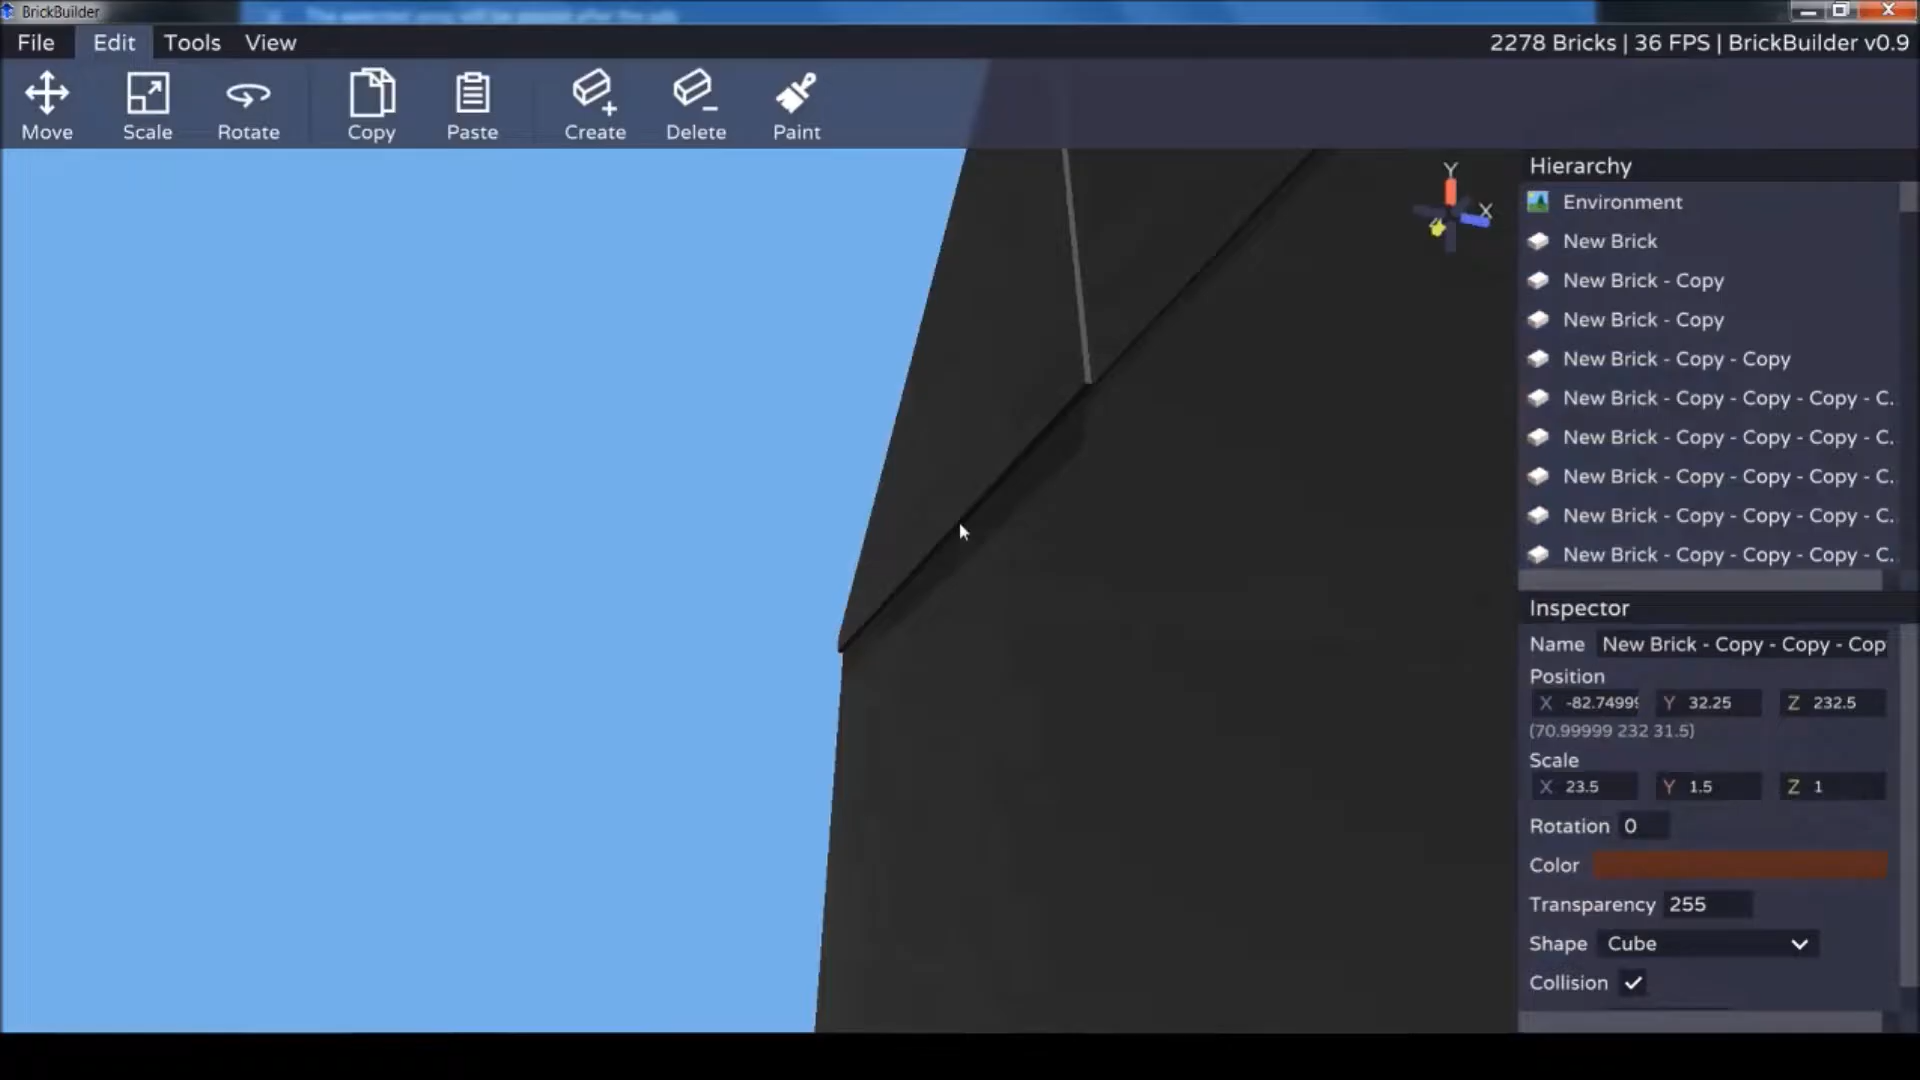 BrickBuilder
File Edit Tools View
2278 Bricks | 36 FPS | BrickBuilder v0.9
Move Scale Rotate Copy Paste Create Delete Paint
Y
X
Hierarchy
Environment
New Brick
New Brick - Copy
New Brick - Copy
New Brick - Copy - Copy
New Brick - Copy - Copy - Copy - C..
New Brick - Copy - Copy - Copy - C..
New Brick - Copy - Copy - Copy - C..
New Brick - Copy - Copy - Copy - C..
New Brick - Copy - Copy - Copy - C..
Inspector
Name New Brick - Copy - Copy - Cop
Position
X -82.74999 Y 32.25 Z 232.5
(70.99999 232 31.5)
Scale
X 23.5 Y 1.5 Z 1
Rotation 0
Color
Transparency 255
Shape Cube
Collision